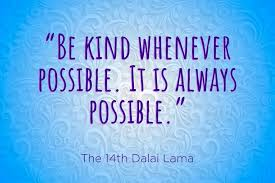 “Be kind whenever
possible. It is always
possible.”
The 14th Dalai Lama